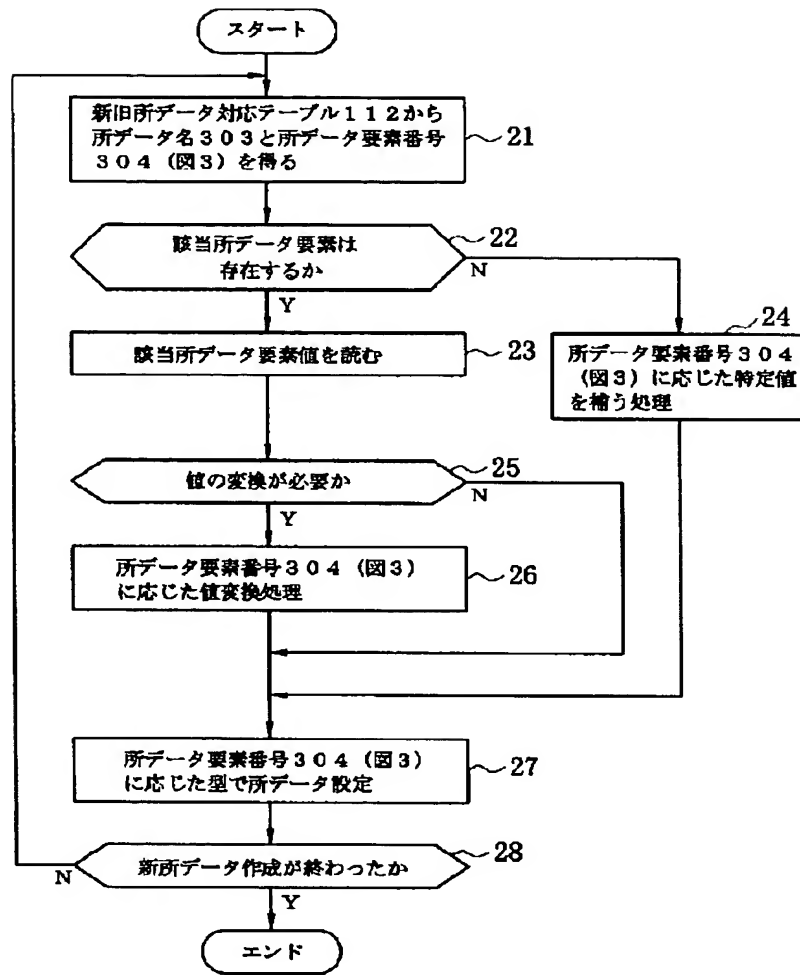 スタート
新旧所データ対応テーブル112から
所データ名303と所データ要素番号
304(図3)を得る
21
該当所データ要素は
存在するか
22
N
Y
該当所データ要素値を読む
23
24
所データ要素番号304
(図3)に応じた特定値
を補う処理
値の変換が必要か
25
N
Y
所データ要素番号304(図3)
に応じた値変換処理
26
所データ要素番号304(図3)
に応じた型で所データ設定
27
新所データ作成が終わったか
28
N
Y
エンド